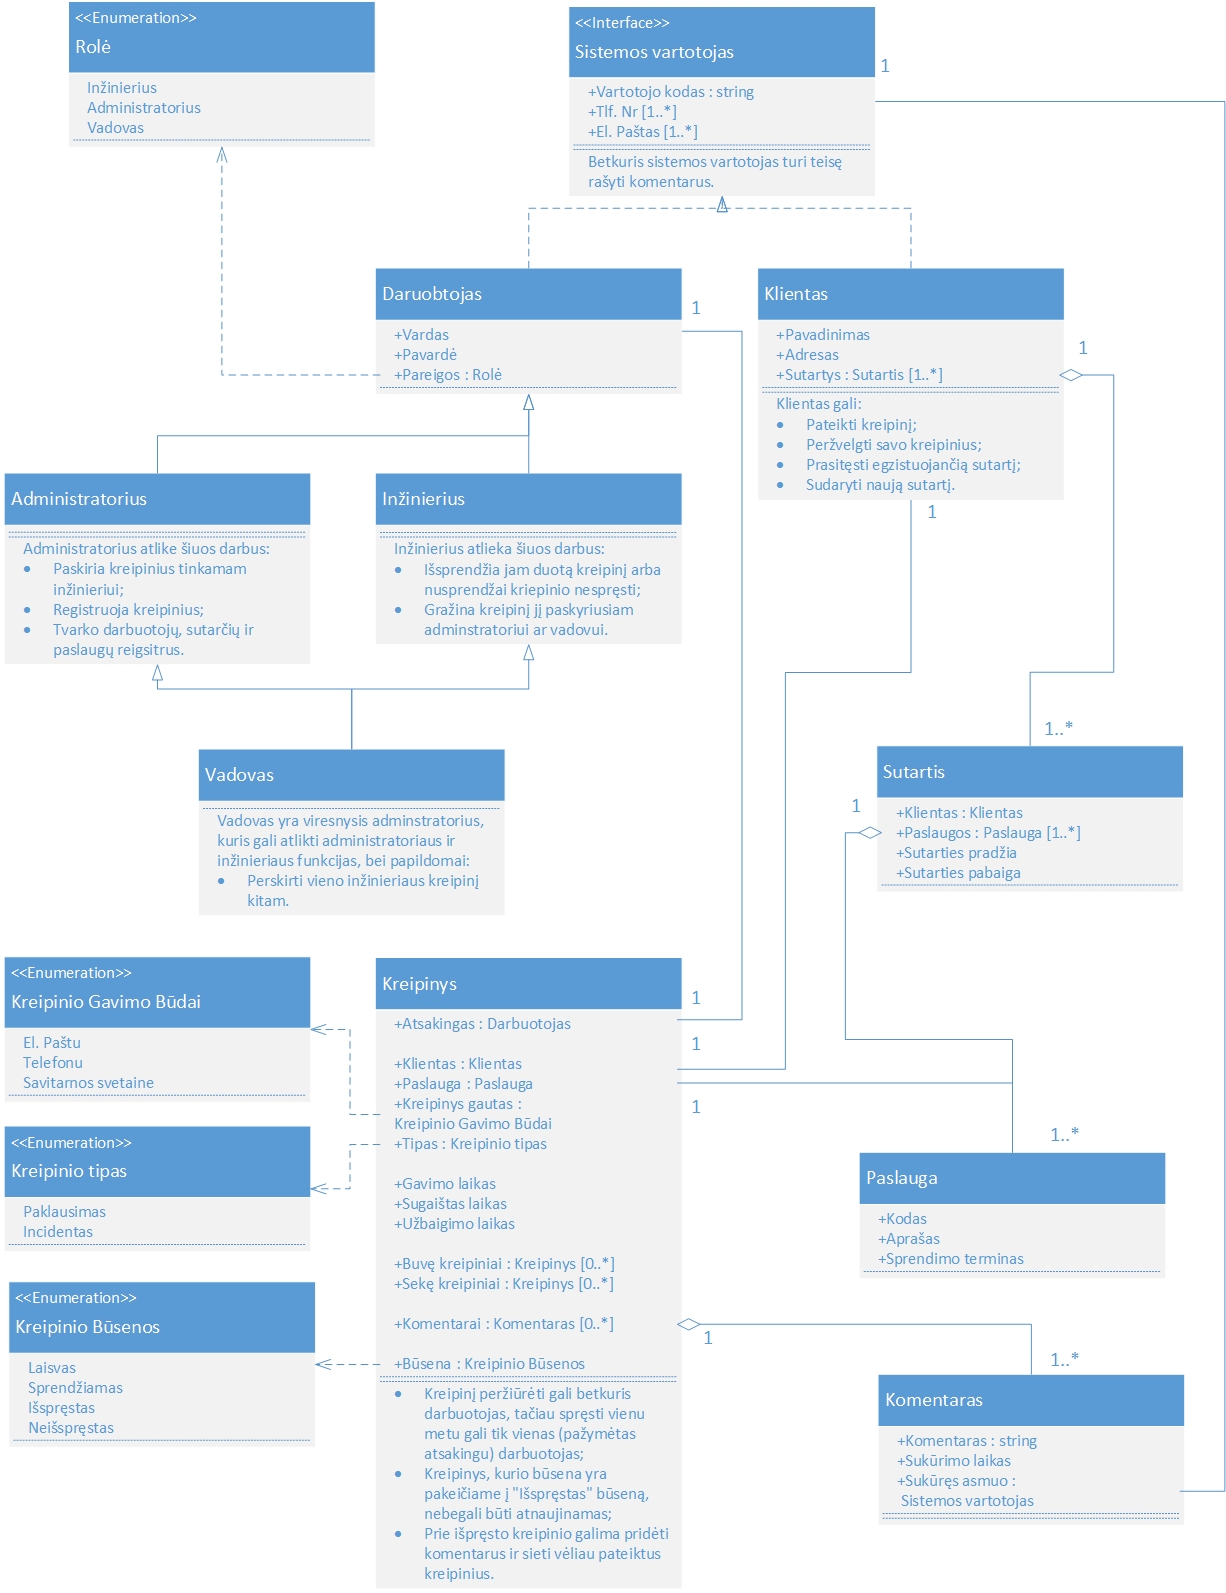 <<Enumeration>>
Rolė
Inžinierius
Administratorius
Vadovas
<<Interface>>
Sistemos vartotojas
+Vartotojo kodas : string
+Tlf. Nr [1..*]
+El. Paštas [1..*]
Betkuris sistemos vartotojas turi teisę
rašyti komentarus.
1
Daruobtojas
+Vardas
+Pavardė
+Pareigos : Rolė
1
Klientas
+Pavadinimas
+Adresas
+Sutartys : Sutartis [1..*]
Klientas gali:
• Pateikti kreipinį;
• Peržvelgti savo kreipinius;
• Prasitęsti egzistuojančią sutartį;
• Sudaryti naują sutartį.
1
1
Administratorius
Administratorius atlike šiuos darbus:
• Paskiria kreipinius tinkamam
inžinieriui;
• Registruoja kreipinius;
• Tvarko darbuotojų, sutarčių ir
paslaugų reigsitrus.
Inžinierius
Inžinierius atlieka šiuos darbus:
• Išsprendžia jam duotą kreipinį arba
nusprendžai kriepinio nespręsti;
• Gražina kreipinį jį paskyriusiam
adminstratoriui ar vadovui.
Vadovas
Vadovas yra viresnysis adminstratorius,
kuris gali atlikti administratoriaus ir
inžinieriaus funkcijas, bei papildomai:
• Perskirti vieno inžinieriaus kreipinį
kitam.
1..*
Sutartis
+Klientas : Klientas
+Paslaugos : Paslauga [1..*]
+Sutarties pradžia
+Sutarties pabaiga
1
<<Enumeration>>
Kreipinio Gavimo Būdai
El. Paštu
Telefonu
Savitarnos svetaine
<<Enumeration>>
Kreipinio tipas
Paklausimas
Incidentas
<<Enumeration>>
Kreipinio Būsenos
Laisvas
Sprendžiamas
Išspręstas
Neišspręstas
Kreipinys
+Atsakingas : Darbuotojas
+Klientas : Klientas
+Paslauga : Paslauga
+Kreipinys gautas :
Kreipinio Gavimo Būdai
+Tipas : Kreipinio tipas
+Gavimo laikas
+Sugaištas laikas
+Užbaigimo laikas
+Buvę kreipiniai : Kreipinys [0..*]
+Sekę kreipiniai : Kreipinys [0..*]
+Komentarai : Komentaras [0..*]
+Būsena : Kreipinio Būsenos
• Kreipinį peržiūrėti gali betkuris
darbuotojas, tačiau spręsti vienu
metu gali tik vienas (pažymėtas
atsakingu) darbuotojas;
• Kreipinys, kurio būsena yra
pakeičiame į "Išspręstas" būseną,
nebegali būti atnaujinamas;
• Prie išpręsto kreipinio galima pridėti
komentarus ir sieti vėliau pateiktus
kreipinius.
1
1
1
1..*
Paslauga
+Kodas
+Aprašas
+Sprendimo terminas
1
1..*
Komentaras
+Komentaras : string
+Sukūrimo laikas
+Sukūręs asmuo :
Sistemos vartotojas